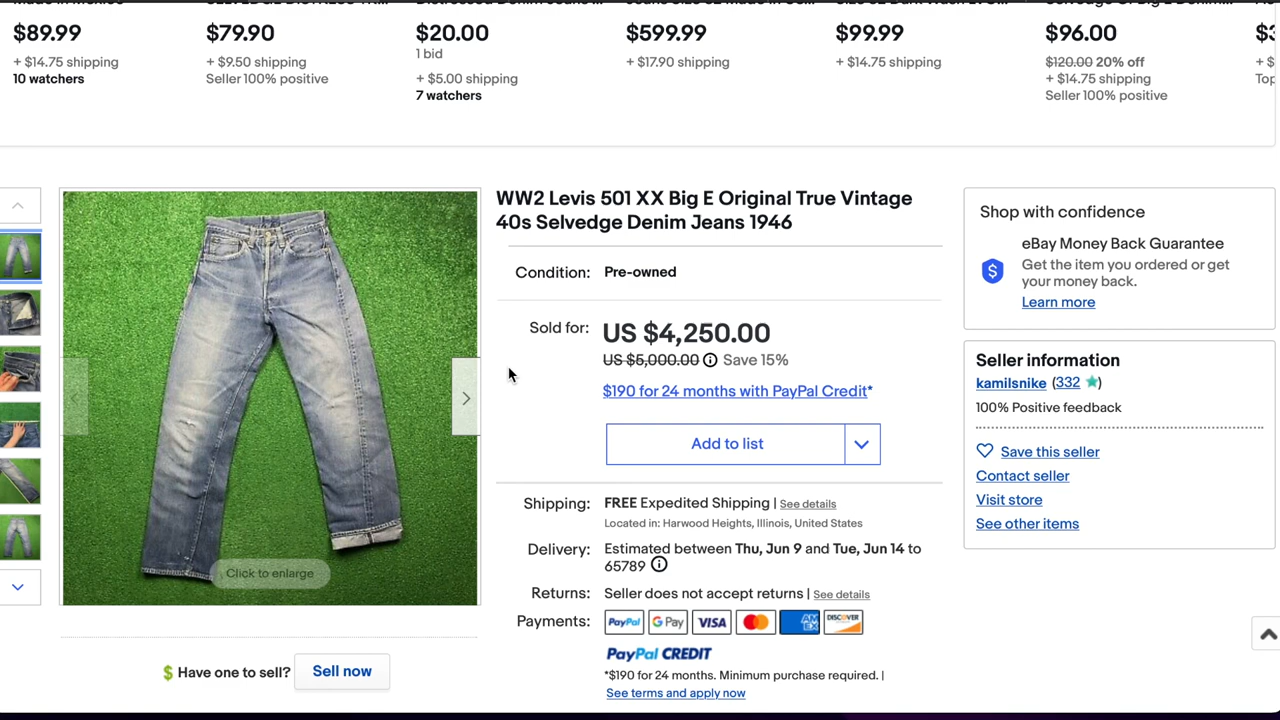 $89.99
+ $14.75 shipping
10 watchers
$79.90
+ $9.50 shipping
Seller 100% positive
$20.00
1 bid
+ $5.00 shipping
7 watchers
$599.99
+ $17.90 shipping
$99.99
+ $14.75 shipping
$96.00
$120.00 20% off
+ $14.75 shipping
Seller 100% positive
WW2 Levis 501 XX Big E Original True Vintage
40s Selvedge Denim Jeans 1946
Condition: Pre-owned
Sold for: US $4,250.00
US $5,000.00 Save 15%
$190 for 24 months with PayPal Credit*
Add to list
Shipping: FREE Expedited Shipping | See details
Located in: Harwood Heights, Illinois, United States
Delivery: Estimated between Thu, Jun 9 and Tue, Jun 14 to
65789
Returns: Seller does not accept returns | See details
Payments: PayPal G Pay VISA AMEX DISCOVER
PayPal CREDIT
*$190 for 24 months. Minimum purchase required. |
See terms and apply now
Click to enlarge
Have one to sell? Sell now
Shop with confidence
eBay Money Back Guarantee
Get the item you ordered or get
your money back.
Learn more
Seller information
kamilsnike (332)
100% Positive feedback
Save this seller
Contact seller
Visit store
See other items